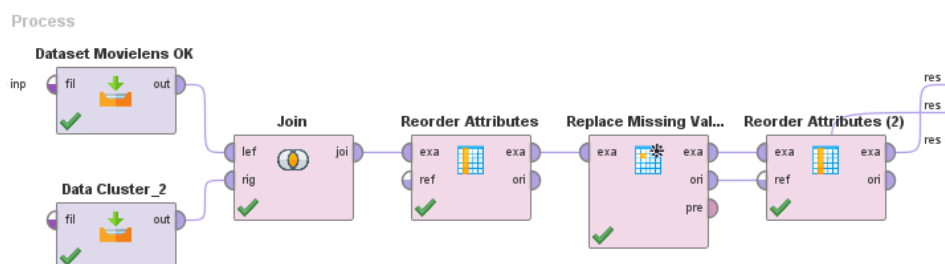 Process
Dataset Movielens OK
inp fil out
res
res
Join Reorder Attributes Replace Missing Val... Reorder Attributes (2)
res
lef joi exa exa exa exa exa exa
rig ref ori ori ref ori
Data Cluster_2
pre
fil out